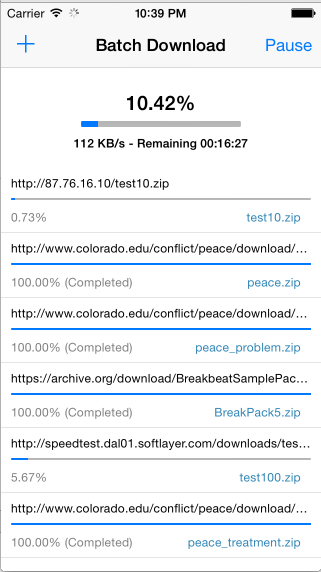 Carrier 10:39 PM
+ Batch Download Pause
10.42%
112 KB/s - Remaining 00:16:27
http://87.76.16.10/test10.zip
0.73% test10.zip
http://www.colorado.edu/conflict/peace/download/...
100.00% (Completed) peace.zip
http://www.colorado.edu/conflict/peace/download/...
100.00% (Completed) peace_problem.zip
https://archive.org/download/BreakbeatSamplePac...
100.00% (Completed) BreakPack5.zip
http://speedtest.dal01.softlayer.com/downloads/tes...
5.67% test100.zip
http://www.colorado.edu/conflict/peace/download/...
100.00% (Completed) peace_treatment.zip